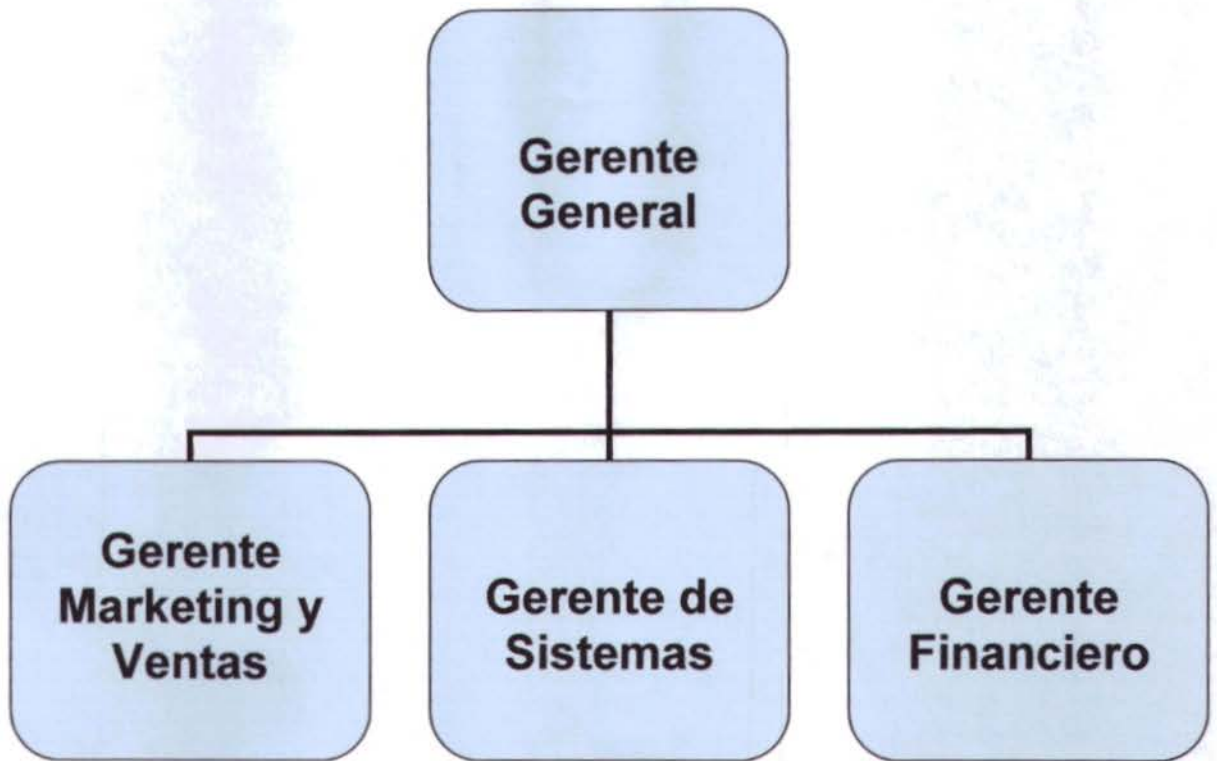 Gerente
General
Gerente
Marketing y
Ventas
Gerente de
Sistemas
Gerente
Financiero